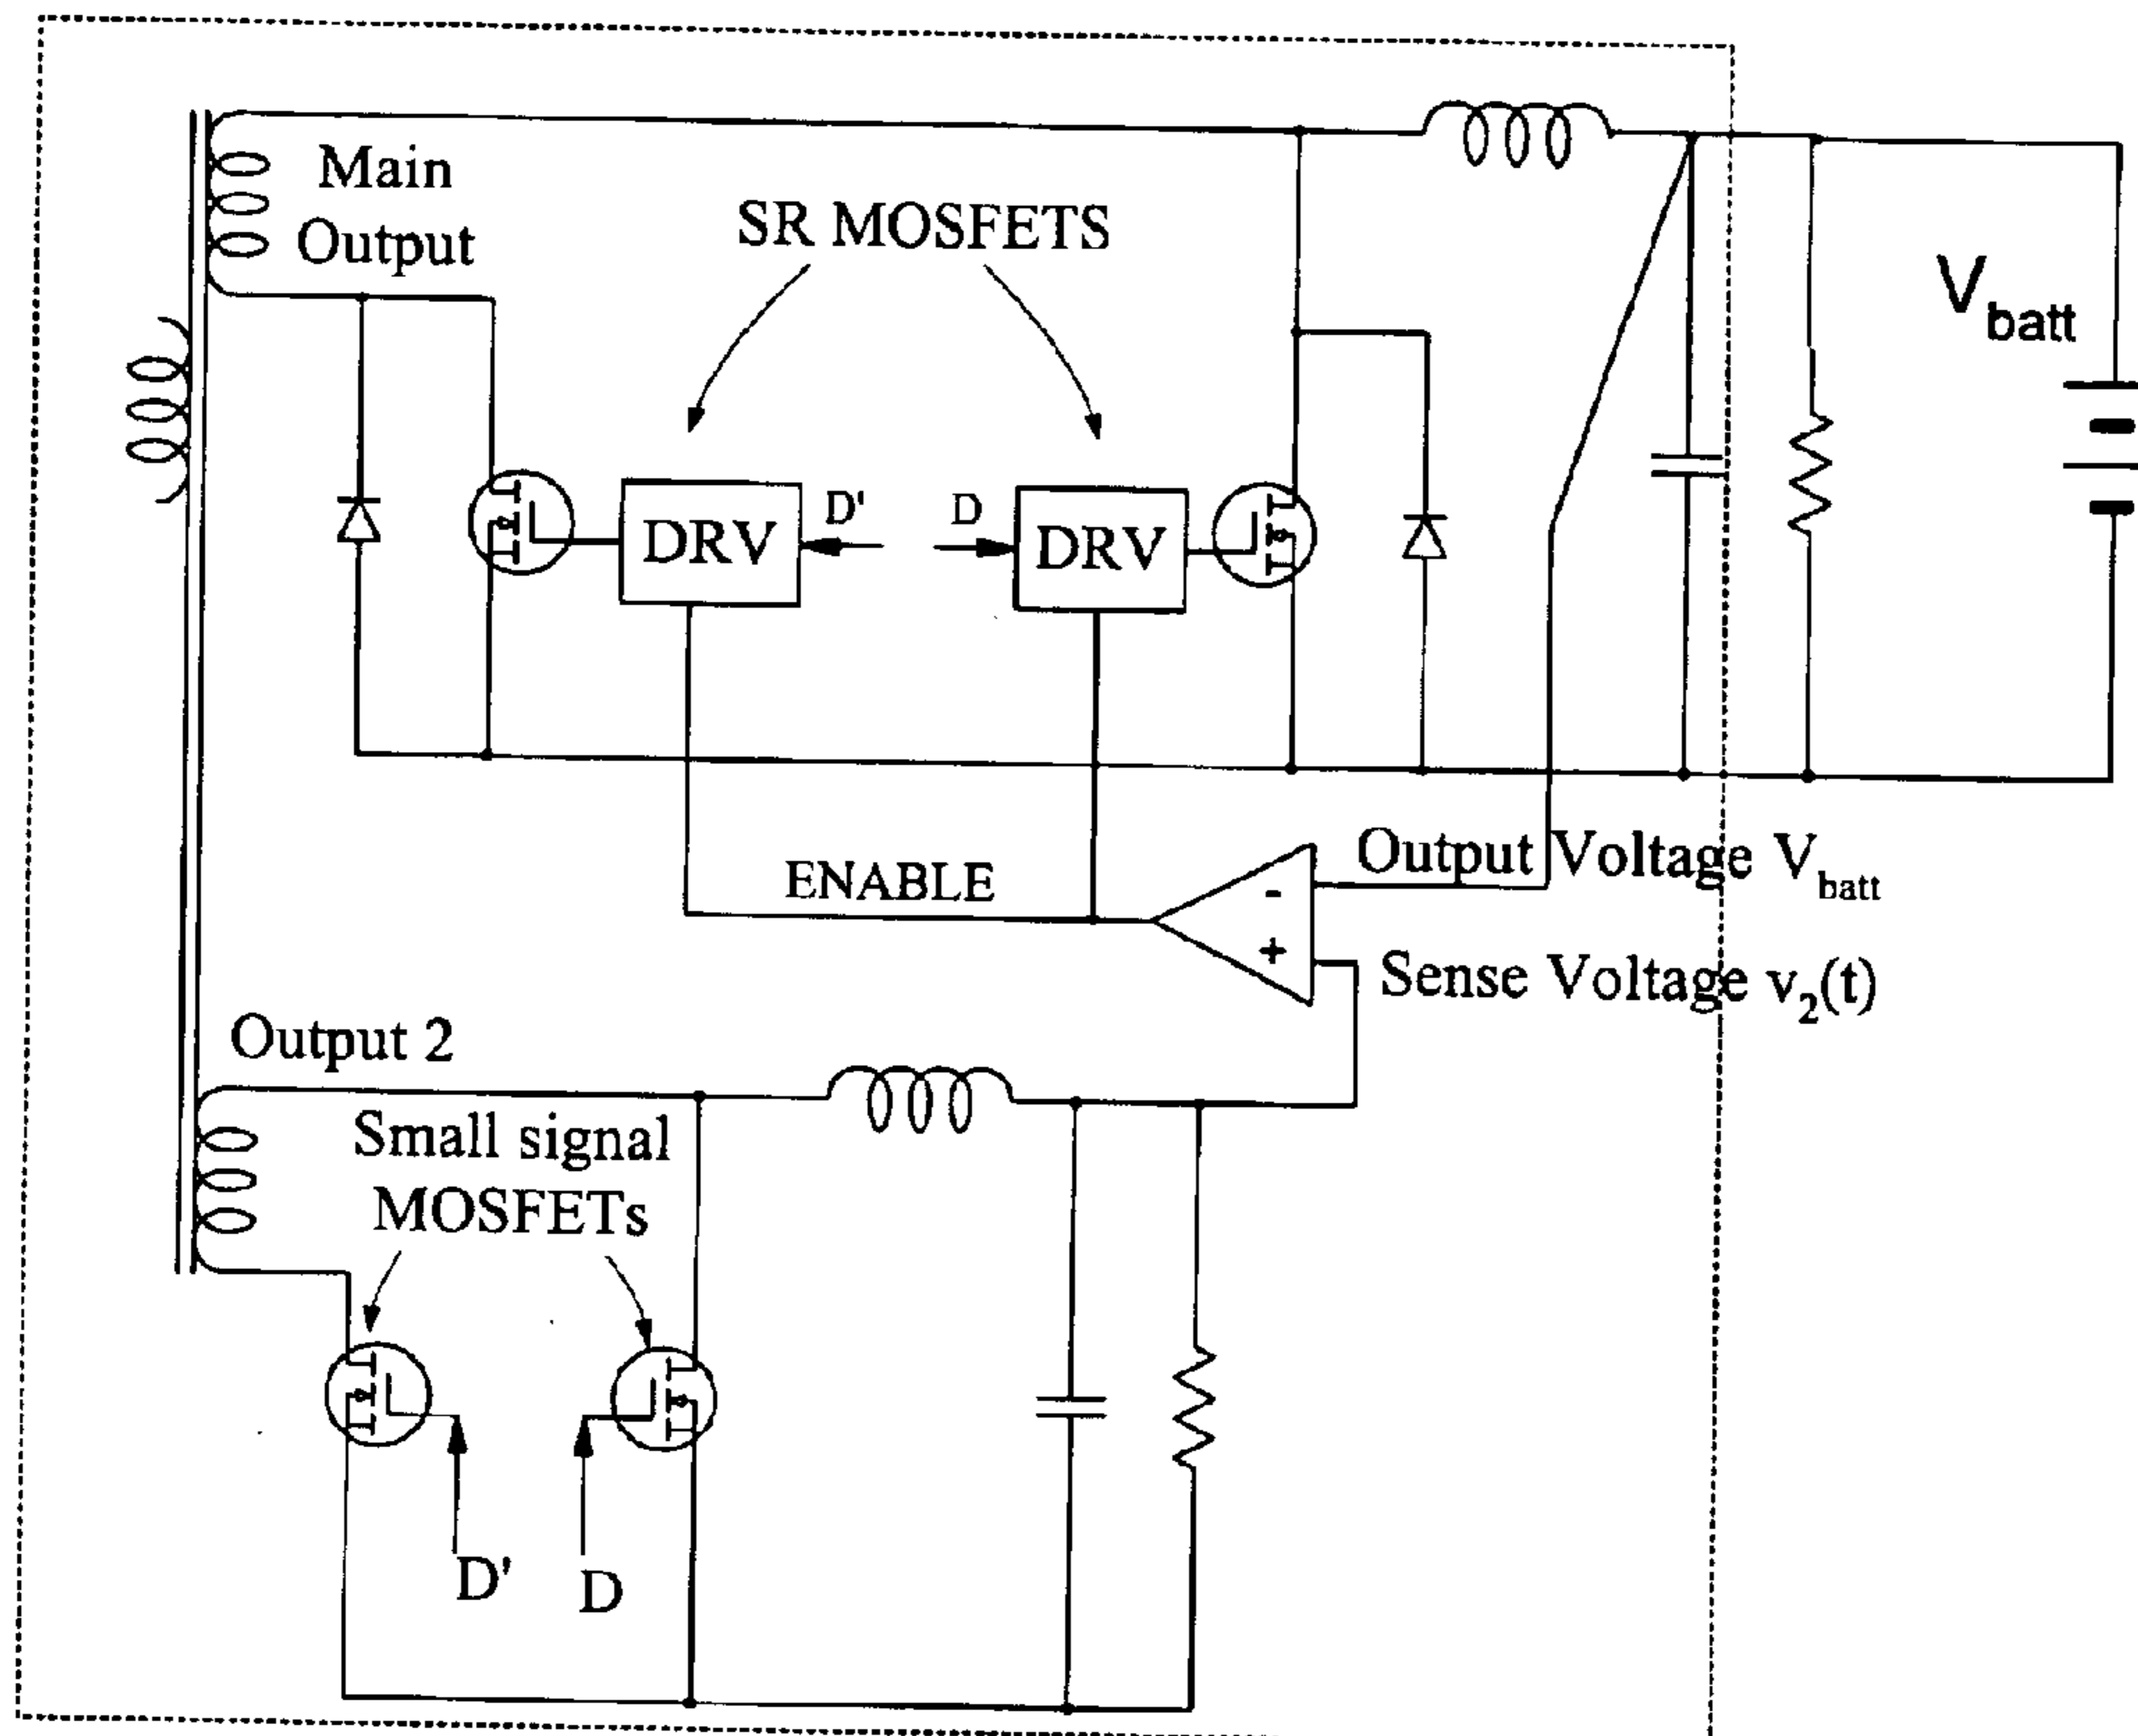 Main
Output
SR MOSFETS
V_batt
DRV
D'
D
DRV
Output Voltage V_batt
ENABLE
-
+
Sense Voltage v_2(t)
Output 2
Small signal
MOSFETs
D'
D